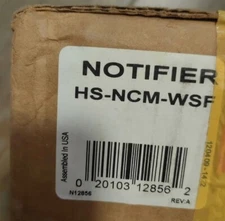 NOTIFIER
HS-NCM-WSF
Assembled in USA
N12856
0 20103 12856 2
REV:A